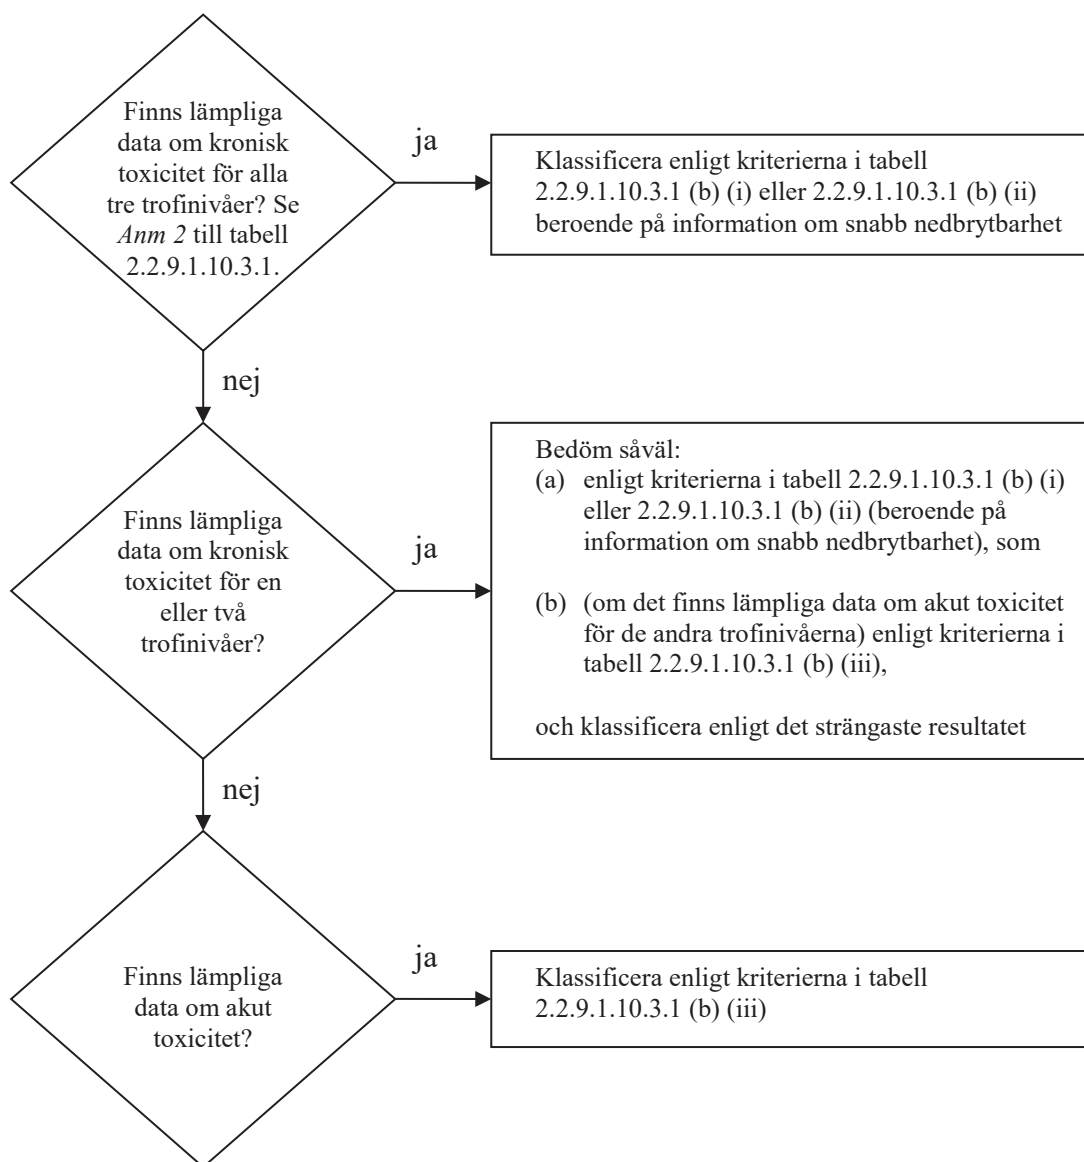 Finns lämpliga
data om kronisk
toxicitet för alla
tre trofinivåer? Se
Anm 2 till tabell
2.2.9.1.10.3.1.
ja
Klassificera enligt kriterierna i tabell
2.2.9.1.10.3.1 (b) (i) eller 2.2.9.1.10.3.1 (b) (ii)
beroende på information om snabb nedbrytbarhet
nej
Finns lämpliga
data om kronisk
toxicitet för en
eller två
trofinivåer?
ja
Bedöm såväl:
(a) enligt kriterierna i tabell 2.2.9.1.10.3.1 (b) (i)
eller 2.2.9.1.10.3.1 (b) (ii) (beroende på
information om snabb nedbrytbarhet), som
(b) (om det finns lämpliga data om akut toxicitet
för de andra trofinivåerna) enligt kriterierna i
tabell 2.2.9.1.10.3.1 (b) (iii),
och klassificera enligt det strängaste resultatet
nej
Finns lämpliga
data om akut
toxicitet?
ja
Klassificera enligt kriterierna i tabell
2.2.9.1.10.3.1 (b) (iii)